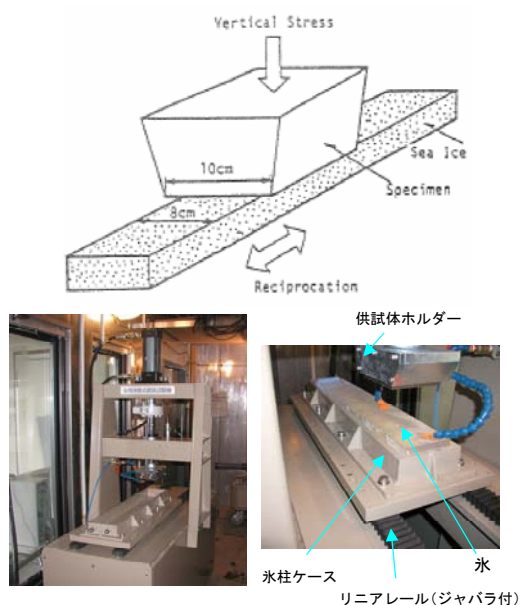 Vertical Stress
10cm
Sea Ice
Specimen
8cm
Reciprocation
供試体ホルダー
氷柱ケース
氷
リニアレール(ジャバラ付)